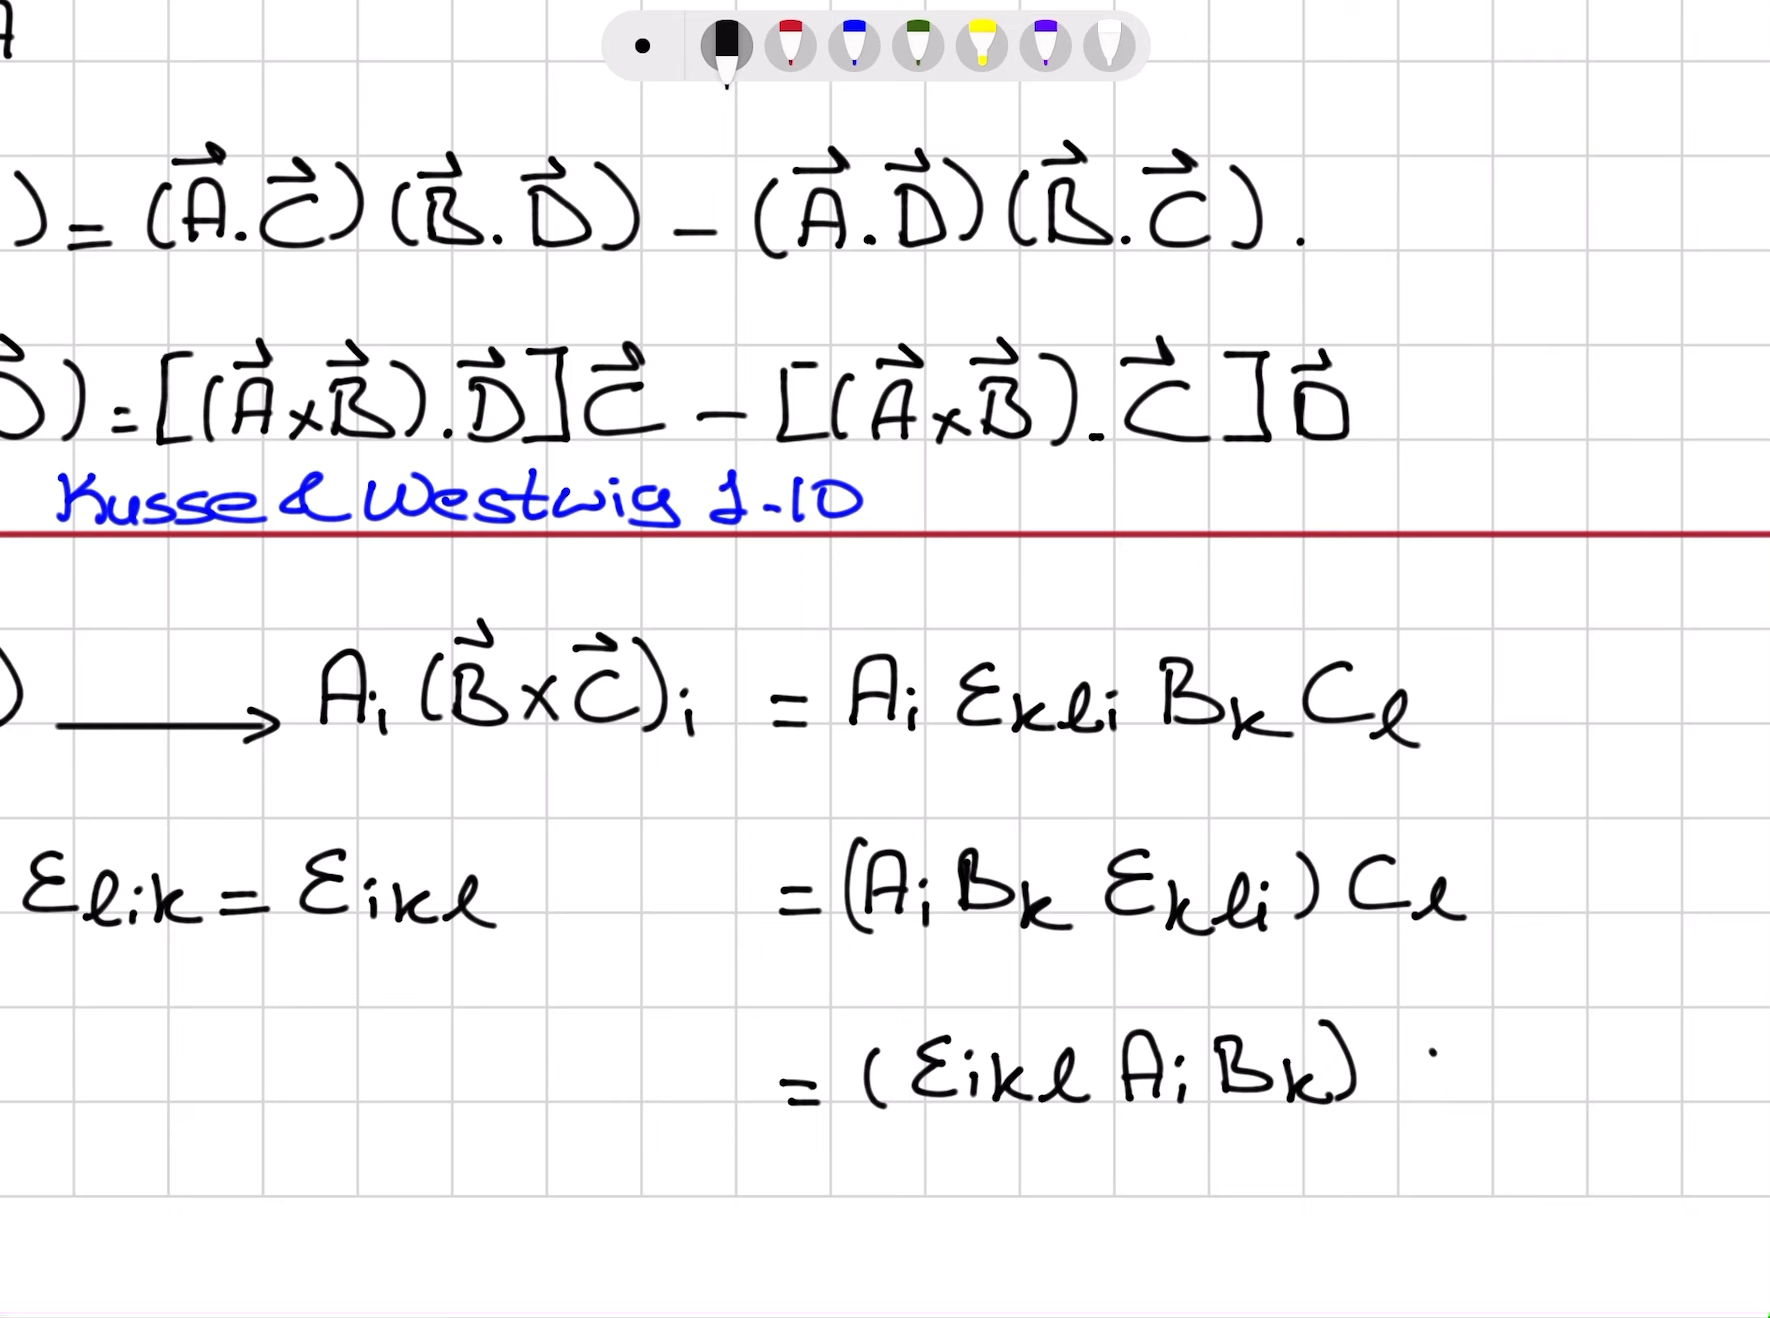 A
) = (A⃗.C⃗)(B⃗.D⃗) - (A⃗.D⃗)(B⃗.C⃗).
D⃗) = [(A⃗×B⃗).D⃗]C⃗ - [(A⃗×B⃗).C⃗]D⃗
Kusse & Westwig 1-10
) ⟶ Aᵢ(B⃗×C⃗)ᵢ = Aᵢ εₖₗᵢ Bₖ Cₗ
εₗᵢₖ = εᵢₖₗ = (Aᵢ Bₖ εₖₗᵢ) Cₗ
= (εᵢₖₗ Aᵢ Bₖ) .